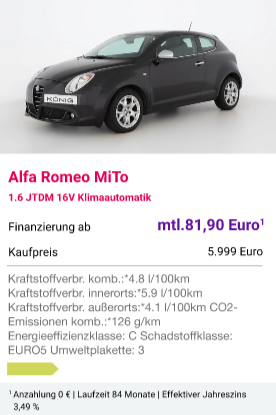 KÖNIG
Alfa Romeo MiTo
1.6 JTDM 16V Klimaautomatik
Finanzierung ab mtl.81,90 Euro¹
Kaufpreis 5.999 Euro
Kraftstoffverbr. komb.:*4.8 l/100km
Kraftstoffverbr. innerorts:*5.9 l/100km
Kraftstoffverbr. außerorts:*4.1 l/100km CO2-
Emissionen komb.:*126 g/km
Energieeffizienzklasse: C Schadstoffklasse:
EURO5 Umweltplakette: 3
¹Anzahlung 0 € | Laufzeit 84 Monate | Effektiver Jahreszins
3,49 %